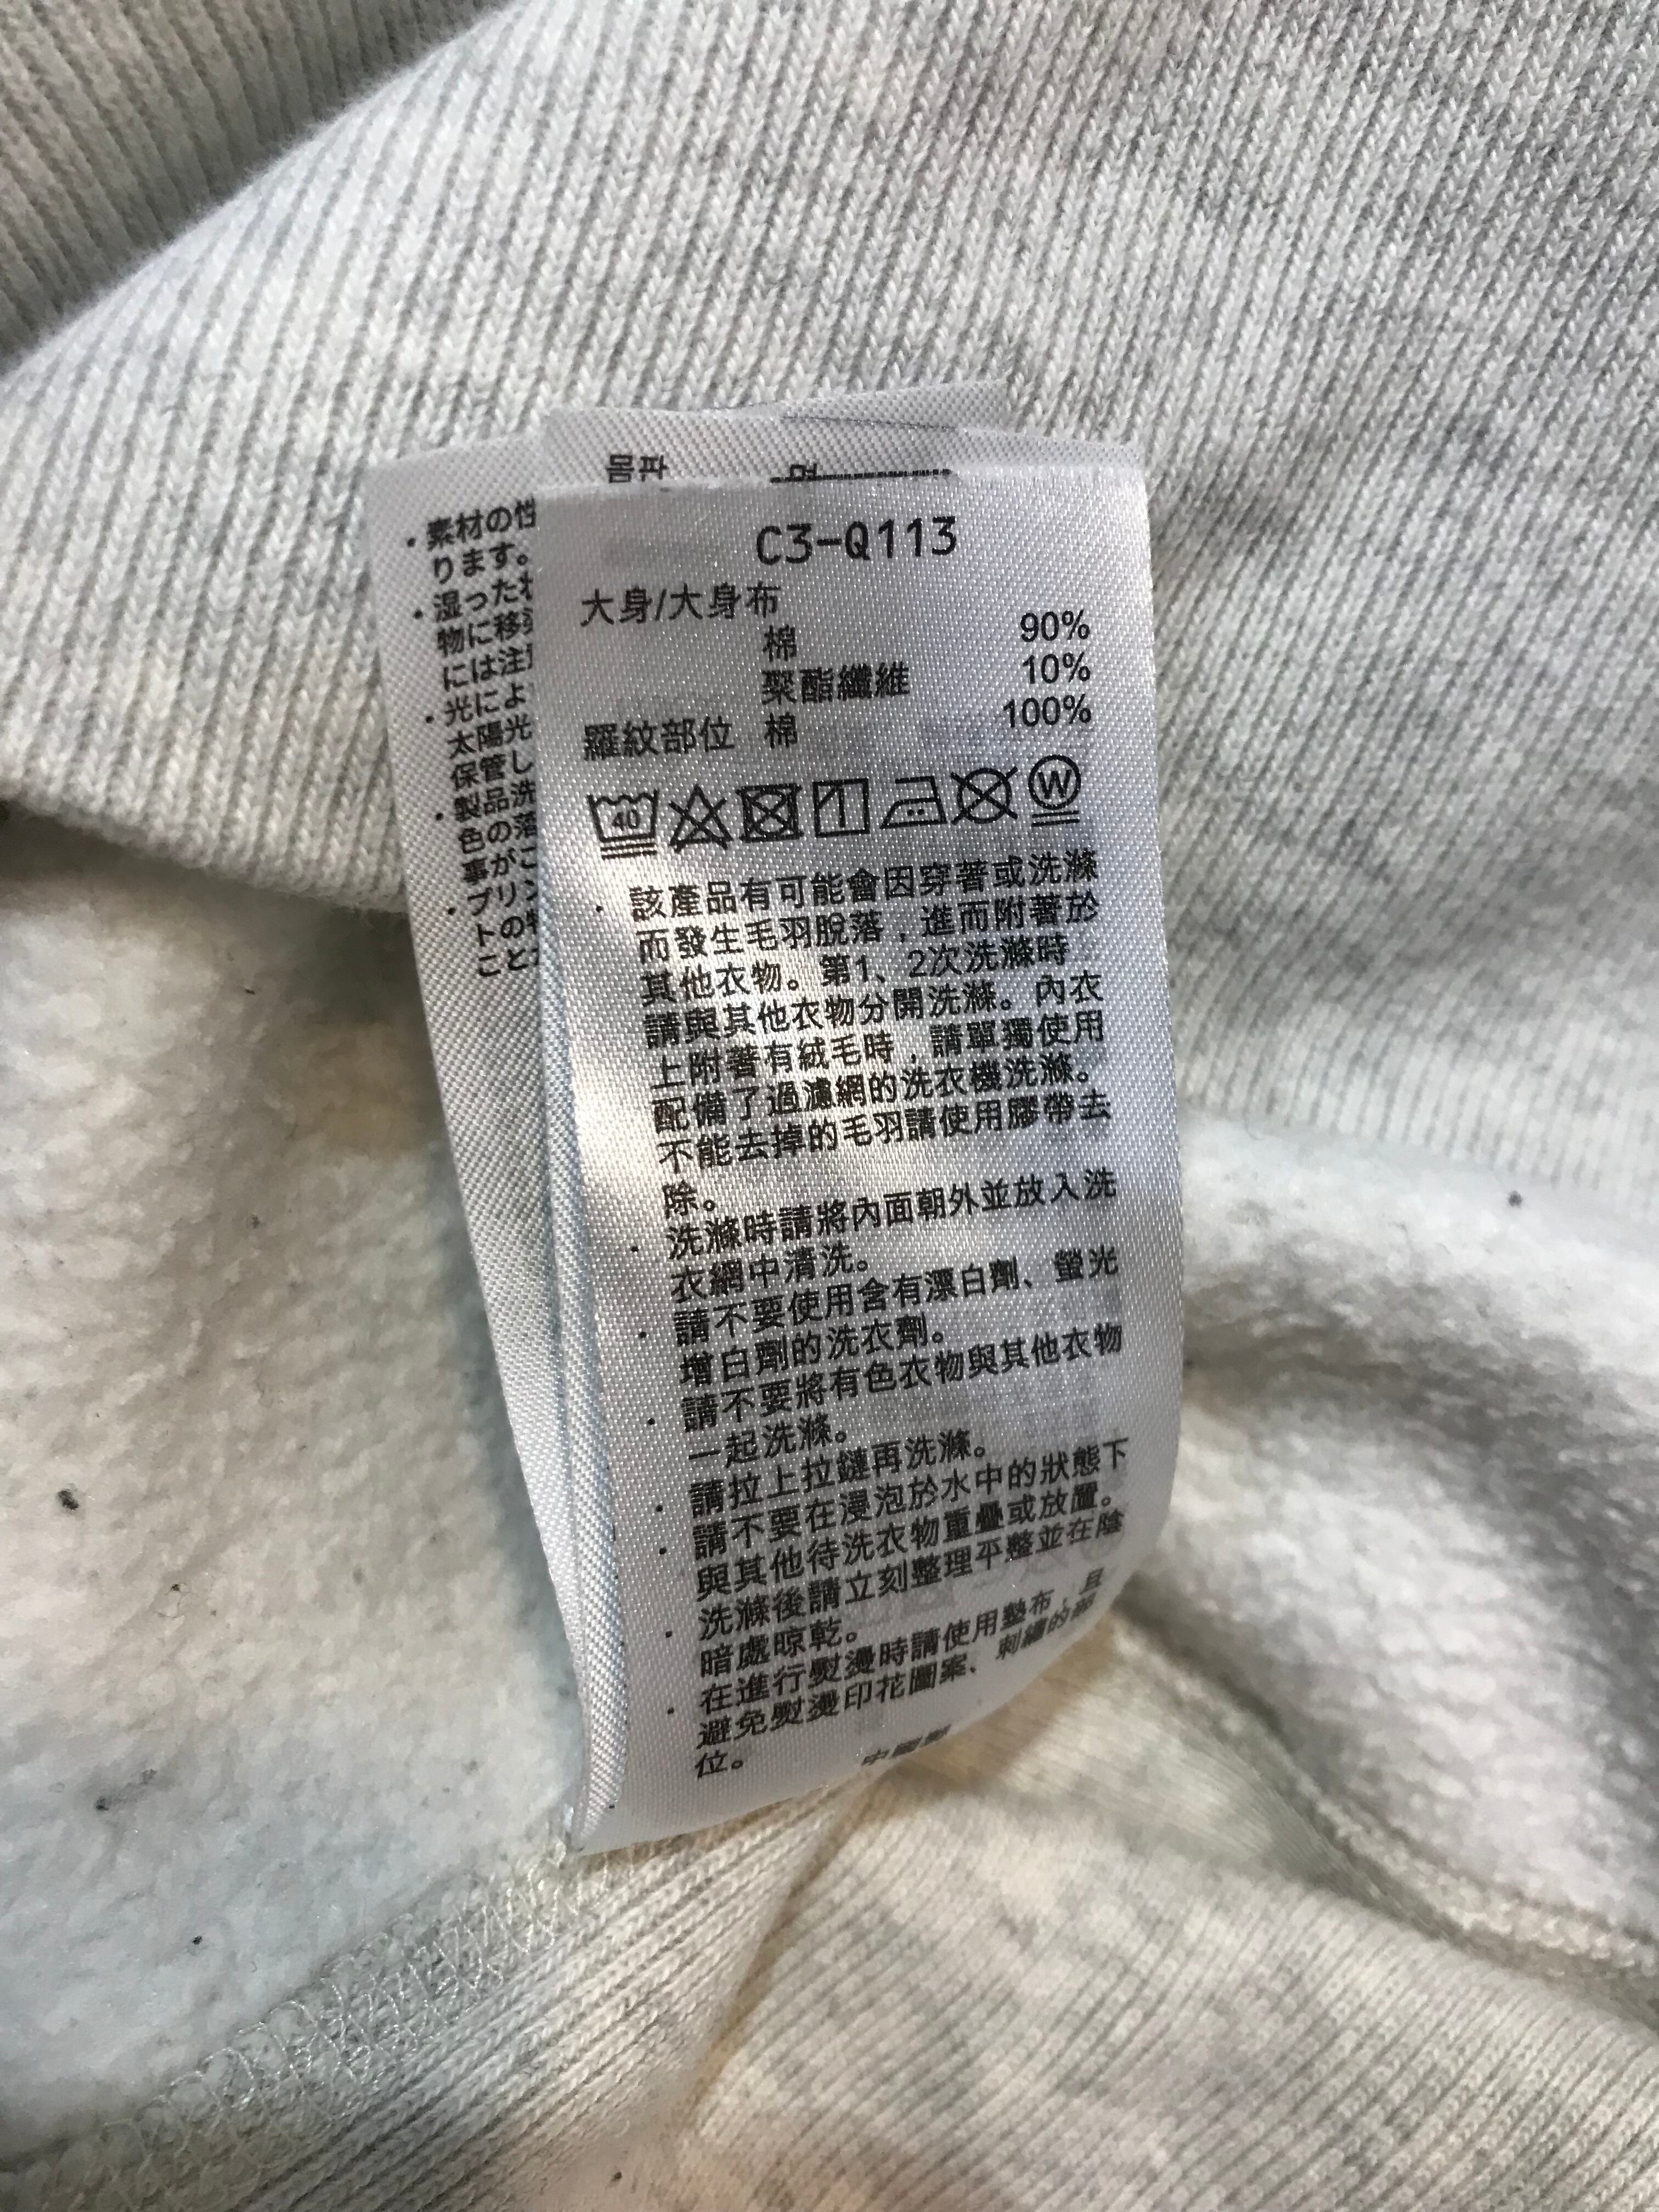 몸판
면
・素材の性
ります。
・湿った
物に移
には注
・光によ
太陽光
保管し
・製品洗
色の落
事がこ
・プリン
トの特
こと
C3-Q113
大身/大身布
棉 90%
聚酯纖維 10%
羅紋部位 棉 100%
40
W
・該產品有可能會因穿著或洗滌
而發生毛羽脫落，進而附著於
其他衣物。第1、2次洗滌時
請與其他衣物分開洗滌。內衣
上附著有絨毛時，請單獨使用
配備了過濾網的洗衣機洗滌。
不能去掉的毛羽請使用膠帶去
除。
・洗滌時請將內面朝外並放入洗
衣網中清洗。
・請不要使用含有漂白劑、螢光
增白劑的洗衣劑。
・請不要將有色衣物與其他衣物
一起洗滌。
・請拉上拉鏈再洗滌。
・請不要在浸泡於水中的狀態下
與其他待洗衣物重疊或放置。
・洗滌後請立刻整理平整並在陰
暗處晾乾。
・在進行熨燙時請使用墊布，且
避免熨燙印花圖案、刺繡的部
位。
中國製